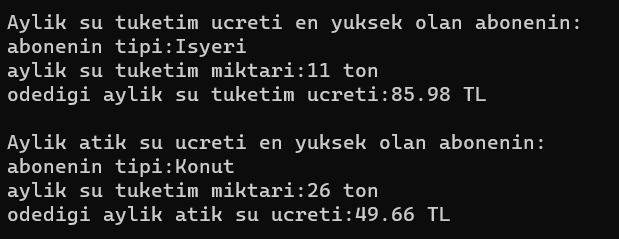 Aylik su tuketim ucreti en yuksek olan abonenin:
abonenin tipi:Isyeri
aylik su tuketim miktari:11 ton
odedigi aylik su tuketim ucreti:85.98 TL
Aylik atik su ucreti en yuksek olan abonenin:
abonenin tipi:Konut
aylik su tuketim miktari:26 ton
odedigi aylik atik su ucreti:49.66 TL